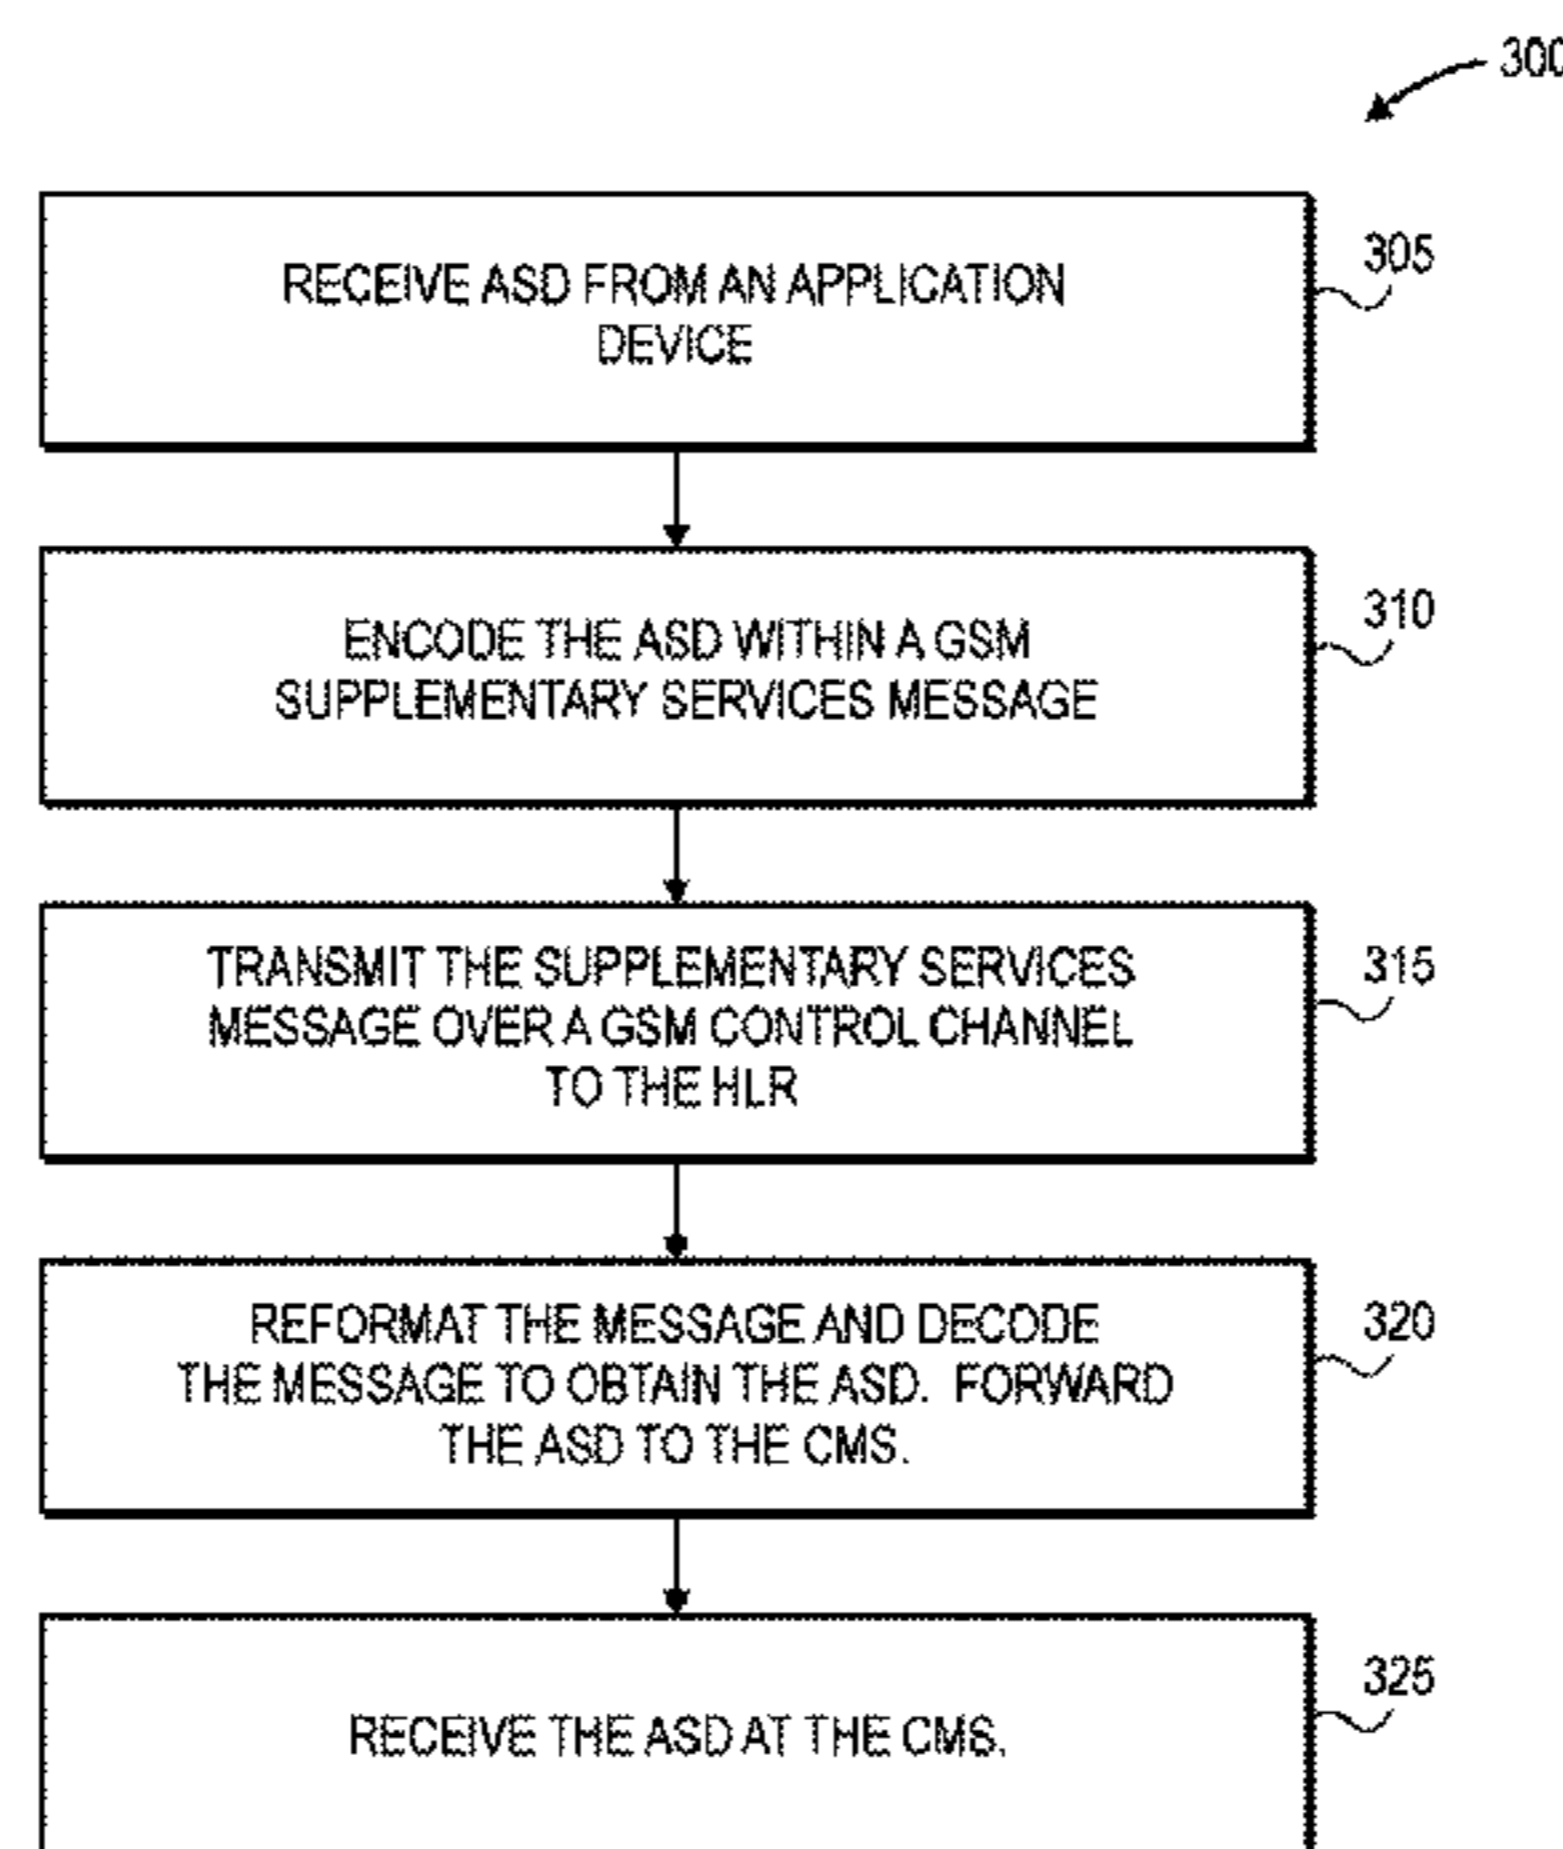 300
RECEIVE ASD FROM AN APPLICATION
DEVICE
305
ENCODE THE ASD WITHIN A GSM
SUPPLEMENTARY SERVICES MESSAGE
310
TRANSMIT THE SUPPLEMENTARY SERVICES
MESSAGE OVER A GSM CONTROL CHANNEL
TO THE HLR
315
REFORMAT THE MESSAGE AND DECODE
THE MESSAGE TO OBTAIN THE ASD. FORWARD
THE ASD TO THE CMS.
320
RECEIVE THE ASD AT THE CMS.
325